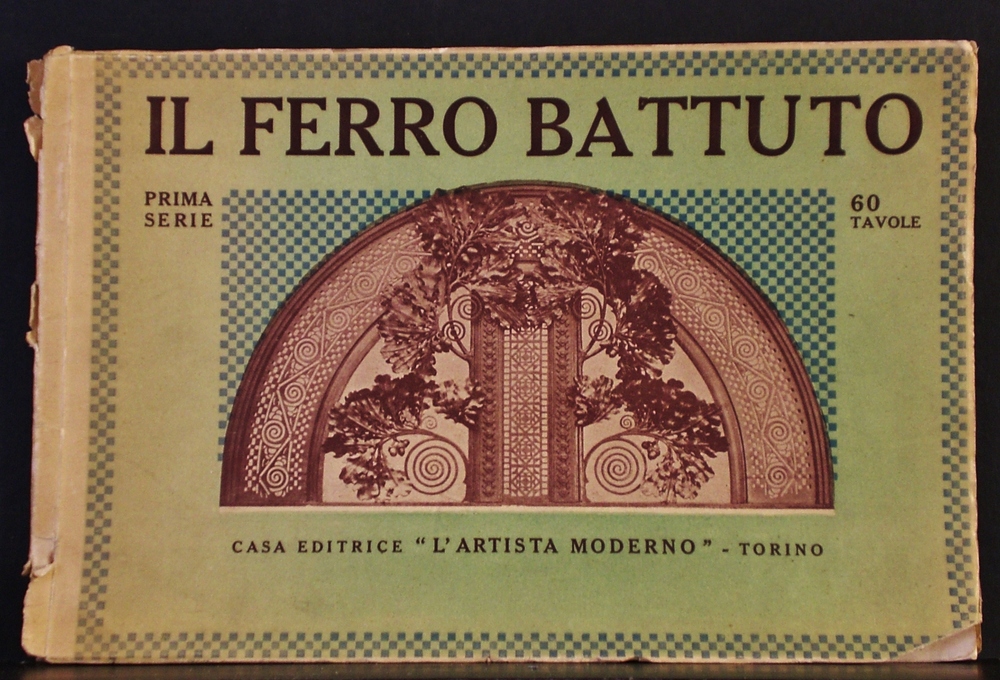 IL FERRO BATTUTO
PRIMA
SERIE
60
TAVOLE
CASA EDITRICE “L'ARTISTA MODERNO” - TORINO